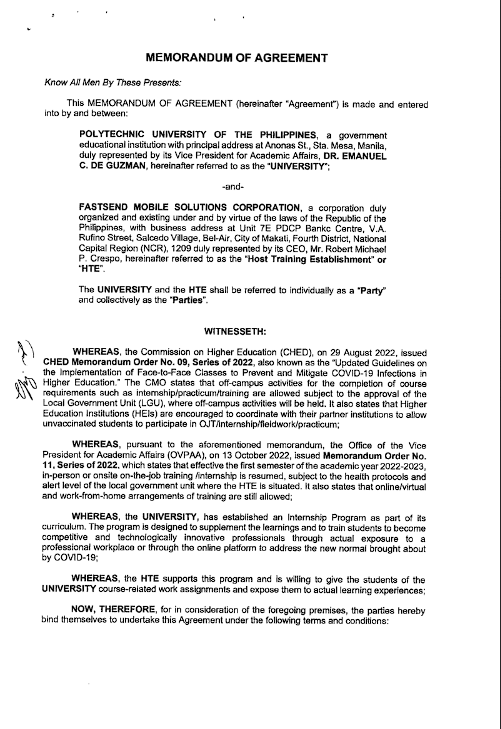 MEMORANDUM OF AGREEMENT
Know All Men By These Presents:
This MEMORANDUM OF AGREEMENT (hereinafter "Agreement") is made and entered
into by and between:
POLYTECHNIC UNIVERSITY OF THE PHILIPPINES, a government
educational institution with principal address at Anonas St., Sta. Mesa, Manila,
duly represented by its Vice President for Academic Affairs, DR. EMANUEL
C. DE GUZMAN, hereinafter referred to as the "UNIVERSITY";
-and-
FASTSEND MOBILE SOLUTIONS CORPORATION, a corporation duly
organized and existing under and by virtue of the laws of the Republic of the
Philippines, with business address at Unit 7E PDCP Bankc Centre, V.A.
Rufino Street, Salcedo Village, Bel-Air, City of Makati, Fourth District, National
Capital Region (NCR), 1209 duly represented by its CEO, Mr. Robert Michael
P. Crespo, hereinafter referred to as the "Host Training Establishment" or
"HTE".
The UNIVERSITY and the HTE shall be referred to individually as a "Party"
and collectively as the "Parties".
WITNESSETH:
WHEREAS, the Commission on Higher Education (CHED), on 29 August 2022, issued
CHED Memorandum Order No. 09, Series of 2022, also known as the "Updated Guidelines on
the Implementation of Face-to-Face Classes to Prevent and Mitigate COVID-19 Infections in
Higher Education." The CMO states that off-campus activities for the completion of course
requirements such as internship/practicum/training are allowed subject to the approval of the
Local Government Unit (LGU), where off-campus activities will be held. It also states that Higher
Education Institutions (HEIs) are encouraged to coordinate with their partner institutions to allow
unvaccinated students to participate in OJT/internship/fieldwork/practicum;
WHEREAS, pursuant to the aforementioned memorandum, the Office of the Vice
President for Academic Affairs (OVPAA), on 13 October 2022, issued Memorandum Order No.
11, Series of 2022, which states that effective the first semester of the academic year 2022-2023,
in-person or onsite on-the-job training /internship is resumed, subject to the health protocols and
alert level of the local government unit where the HTE is situated. It also states that online/virtual
and work-from-home arrangements of training are still allowed;
WHEREAS, the UNIVERSITY, has established an Internship Program as part of its
curriculum. The program is designed to supplement the learnings and to train students to become
competitive and technologically innovative professionals through actual exposure to a
professional workplace or through the online platform to address the new normal brought about
by COVID-19;
WHEREAS, the HTE supports this program and is willing to give the students of the
UNIVERSITY course-related work assignments and expose them to actual learning experiences;
NOW, THEREFORE, for in consideration of the foregoing premises, the parties hereby
bind themselves to undertake this Agreement under the following terms and conditions: